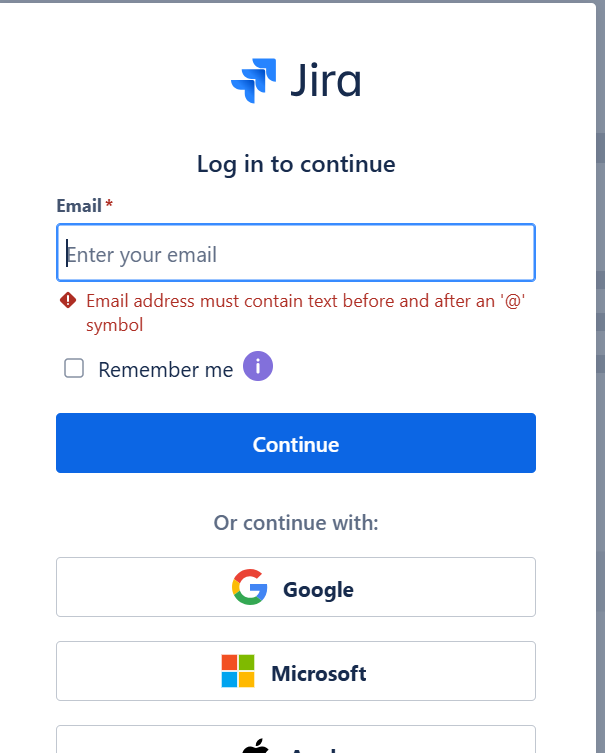 Jira
Log in to continue
Email *
Enter your email
Email address must contain text before and after an '@'
symbol
Remember me
Continue
Or continue with:
Google
Microsoft